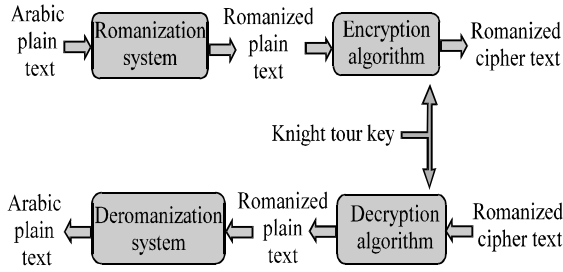 Arabic
plain
text
Romanization
system
Romanized
plain
text
Encryption
algorithm
Romanized
cipher text
Knight tour key
Arabic
plain
text
Deromanization
system
Romanized
plain
text
Decryption
algorithm
Romanized
cipher text